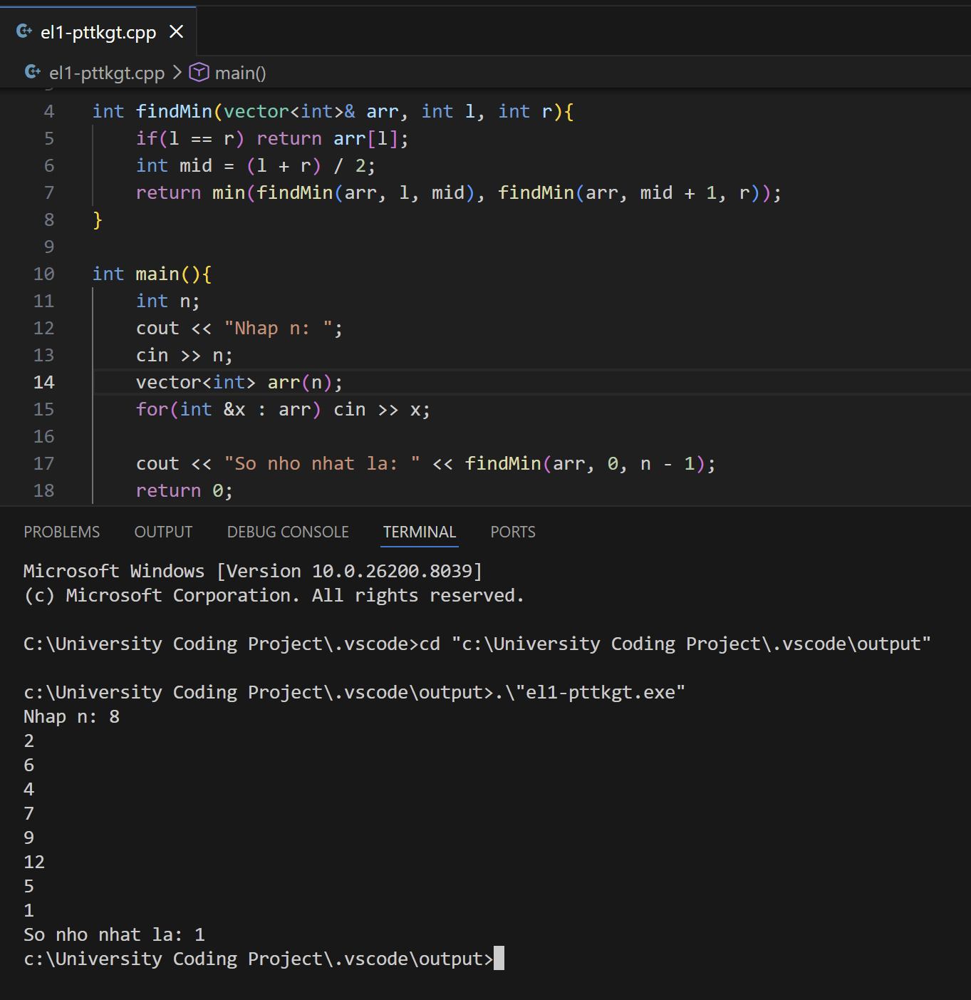 el1-pttkgt.cpp
el1-pttkgt.cpp > main()
4 int findMin(vector<int>& arr, int l, int r){
5     if(l == r) return arr[l];
6     int mid = (l + r) / 2;
7     return min(findMin(arr, l, mid), findMin(arr, mid + 1, r));
8 }
9
10 int main(){
11     int n;
12     cout << "Nhap n: ";
13     cin >> n;
14     vector<int> arr(n);
15     for(int &x : arr) cin >> x;
16
17     cout << "So nho nhat la: " << findMin(arr, 0, n - 1);
18     return 0;
PROBLEMS OUTPUT DEBUG CONSOLE TERMINAL PORTS
Microsoft Windows [Version 10.0.26200.8039]
(c) Microsoft Corporation. All rights reserved.
C:\University Coding Project\.vscode>cd "c:\University Coding Project\.vscode\output"
c:\University Coding Project\.vscode\output>.\"el1-pttkgt.exe"
Nhap n: 8
2
6
4
7
9
12
5
1
So nho nhat la: 1
c:\University Coding Project\.vscode\output>